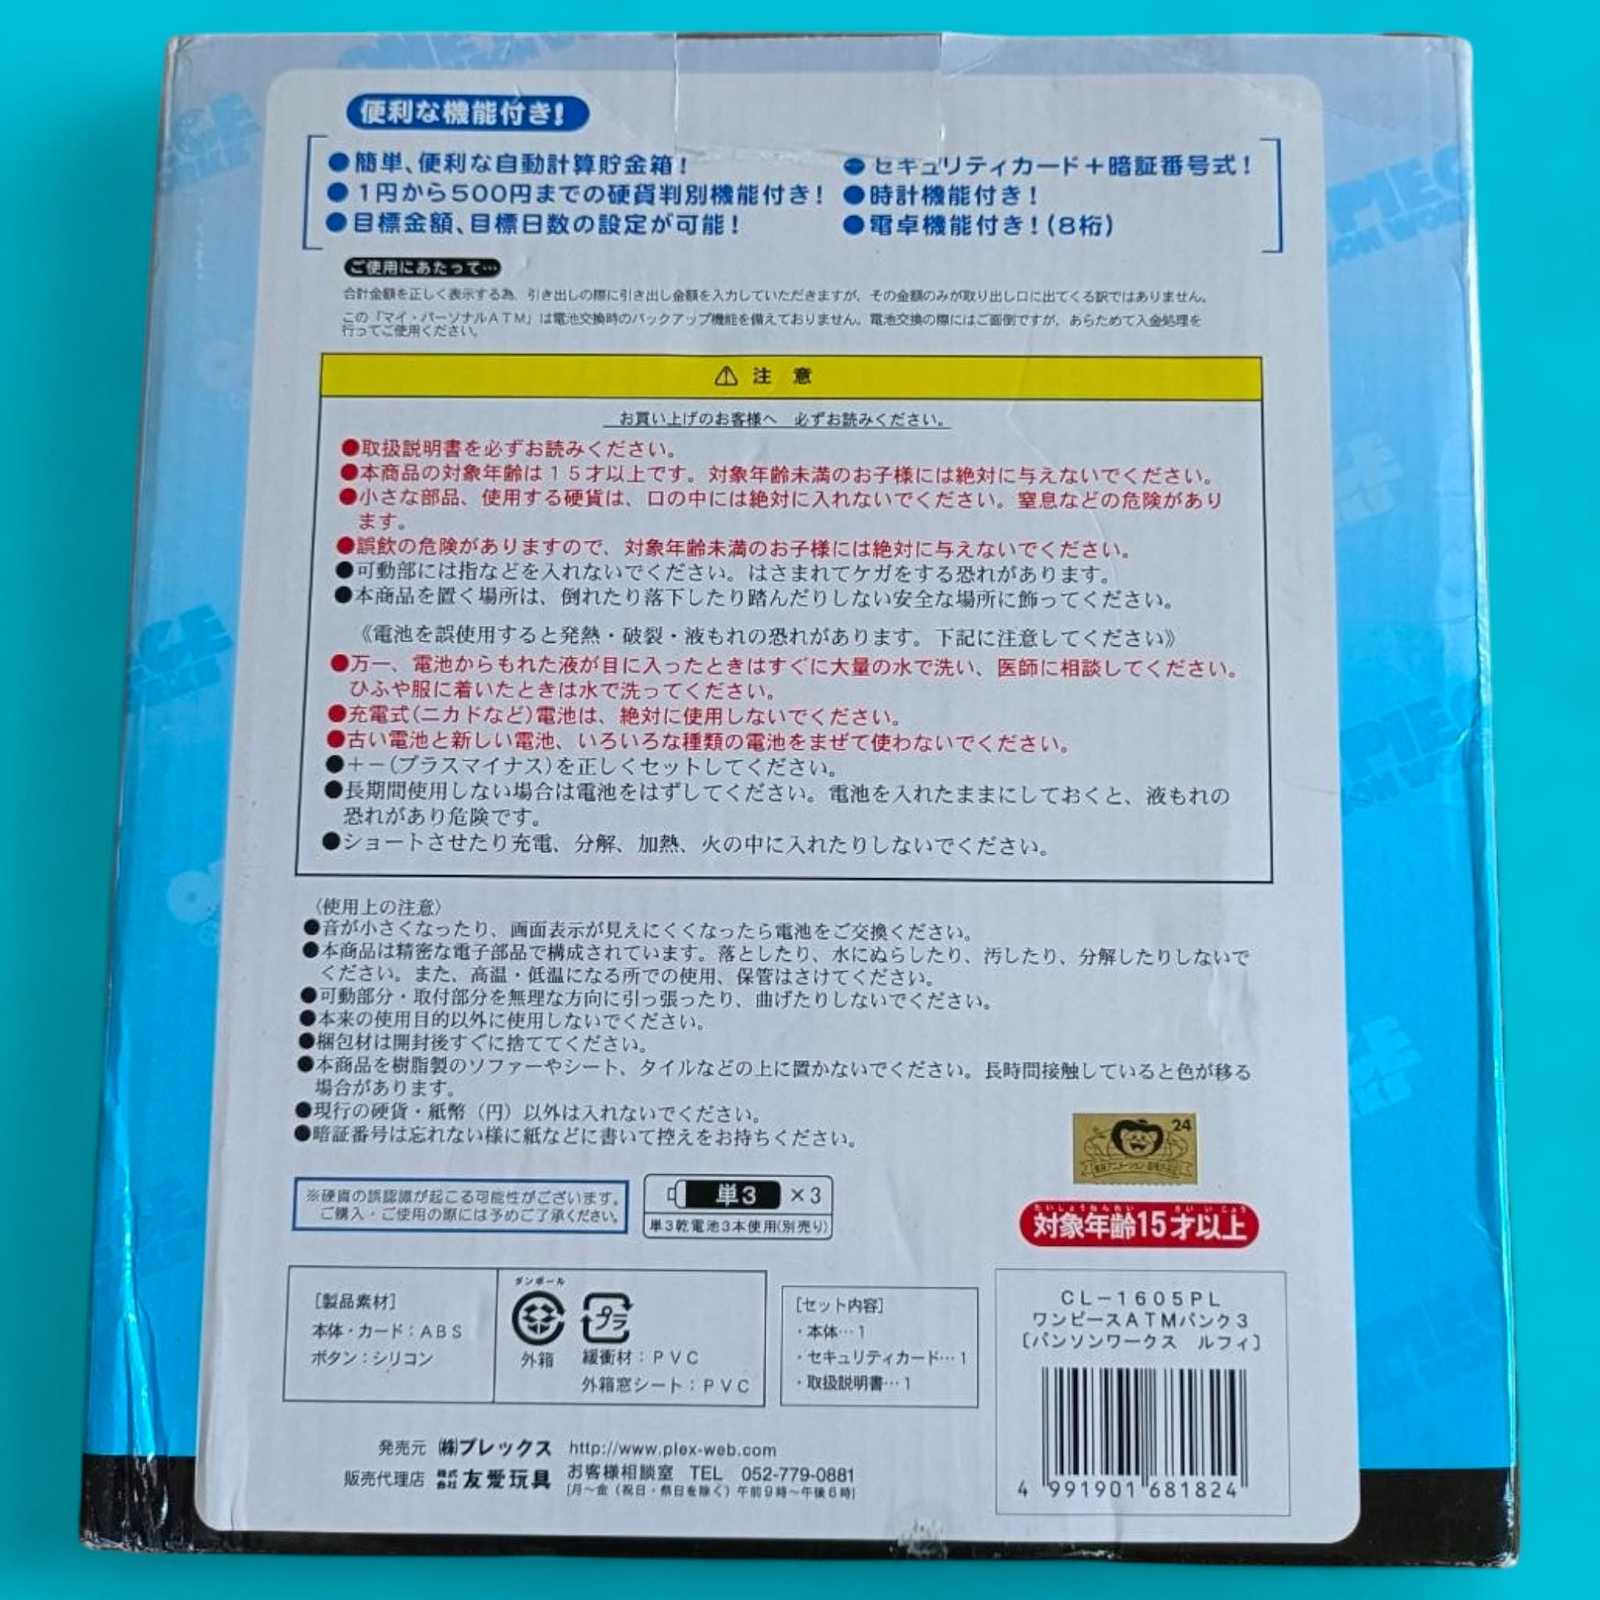 便利な機能付き!
●簡単、便利な自動計算貯金箱!
●1円から500円までの硬貨判別機能付き!
●目標金額、目標日数の設定が可能!
●セキュリティカード+暗証番号式!
●時計機能付き!
●電卓機能付き!(8桁)
ご使用にあたって…
合計金額を正しく表示する為、引き出しの際に引き出し金額を入力していただきますが、その金額のみが取り出し口に出てくる訳ではありません。
この「マイ・パーソナルATM」は電池交換時のバックアップ機能を備えておりません。電池交換の際にはご面倒ですが、あらためて入金処理を
行ってご使用ください。
⚠ 注 意
お買い上げのお客様へ 必ずお読みください。
●取扱説明書を必ずお読みください。
●本商品の対象年齢は15才以上です。対象年齢未満のお子様には絶対に与えないでください。
●小さな部品、使用する硬貨は、口の中には絶対に入れないでください。窒息などの危険があり
ます。
●誤飲の危険がありますので、対象年齢未満のお子様には絶対に与えないでください。
●可動部には指などを入れないでください。はさまれてケガをする恐れがあります。
●本商品を置く場所は、倒れたり落下したり踏んだりしない安全な場所に飾ってください。
《電池を誤使用すると発熱・破裂・液もれの恐れがあります。下記に注意してください》
●万一、電池からもれた液が目に入ったときはすぐに大量の水で洗い、医師に相談してください。
ひふや服に着いたときは水で洗ってください。
●充電式(ニカドなど)電池は、絶対に使用しないでください。
●古い電池と新しい電池、いろいろな種類の電池をまぜて使わないでください。
●+-(プラスマイナス)を正しくセットしてください。
●長期間使用しない場合は電池をはずしてください。電池を入れたままにしておくと、液もれの
恐れがあり危険です。
●ショートさせたり充電、分解、加熱、火の中に入れたりしないでください。
〈使用上の注意〉
●音が小さくなったり、画面表示が見えにくくなったら電池をご交換ください。
●本商品は精密な電子部品で構成されています。落としたり、水にぬらしたり、汚したり、分解したりしないで
ください。また、高温・低温になる所での使用、保管はさけてください。
●可動部分・取付部分を無理な方向に引っ張ったり、曲げたりしないでください。
●本来の使用目的以外に使用しないでください。
●梱包材は開封後すぐに捨ててください。
●本商品を樹脂製のソファーやシート、タイルなどの上に置かないでください。長時間接触していると色が移る
場合があります。
●現行の硬貨・紙幣(円)以外は入れないでください。
●暗証番号は忘れない様に紙などに書いて控えをお持ちください。
※硬貨の誤認識が起こる可能性がございます。
ご購入・ご使用の際には予めご了承ください。
単3 ×3
単3乾電池3本使用(別売り)
24
たいしょうねんれい さいいじょう
対象年齢15才以上
[製品素材]
本体・カード:ABS
ボタン:シリコン
ダンボール
外箱
プラ
緩衝材:PVC
外箱窓シート:PVC
[セット内容]
・本体…1
・セキュリティカード…1
・取扱説明書…1
CL-1605PL
ワンピースATMバンク3
[パンソンワークス ルフィ]
4 991901 681824
発売元 ㈱プレックス http://www.plex-web.com
販売代理店 株式会社 友愛玩具 お客様相談室 TEL 052-779-0881
[月~金(祝日・祭日を除く)午前9時~午後6時]